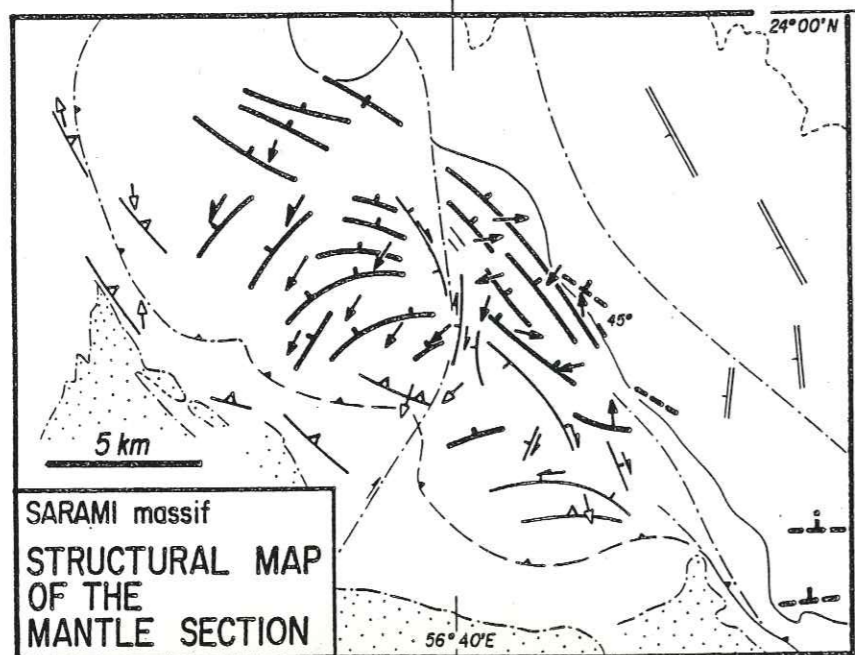 24°00'N
45°
5 km
SARAMI massif
STRUCTURAL MAP
OF THE
MANTLE SECTION
56°40'E